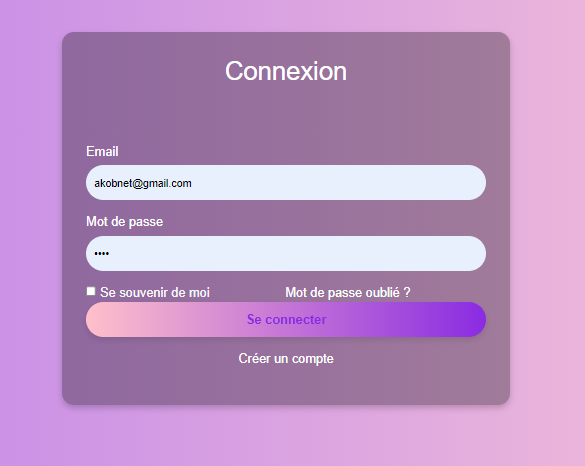 Connexion
Email
akobnet@gmail.com
Mot de passe
••••
Se souvenir de moi Mot de passe oublié ?
Se connecter
Créer un compte